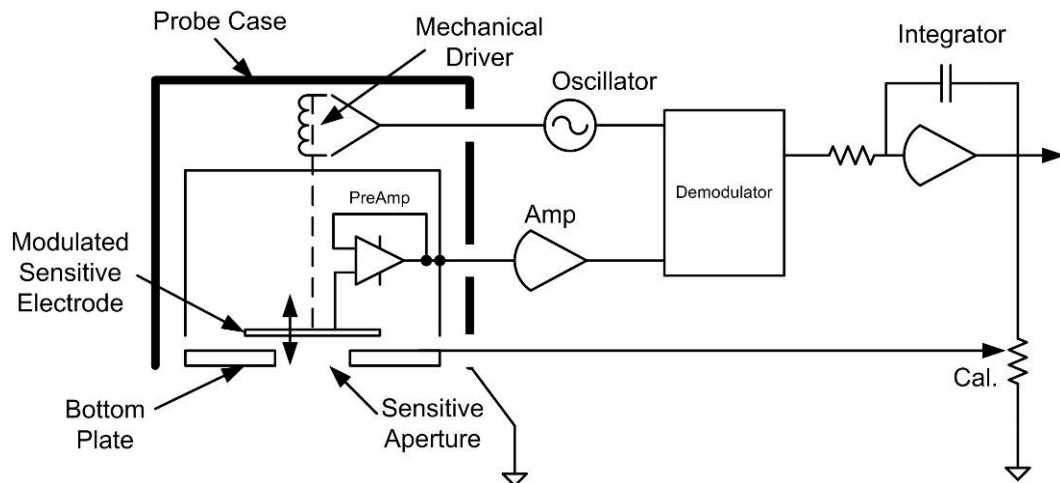 Probe Case
Mechanical
Driver
Integrator
Oscillator
PreAmp
Amp
Demodulator
Modulated
Sensitive
Electrode
Cal.
Bottom
Plate
Sensitive
Aperture